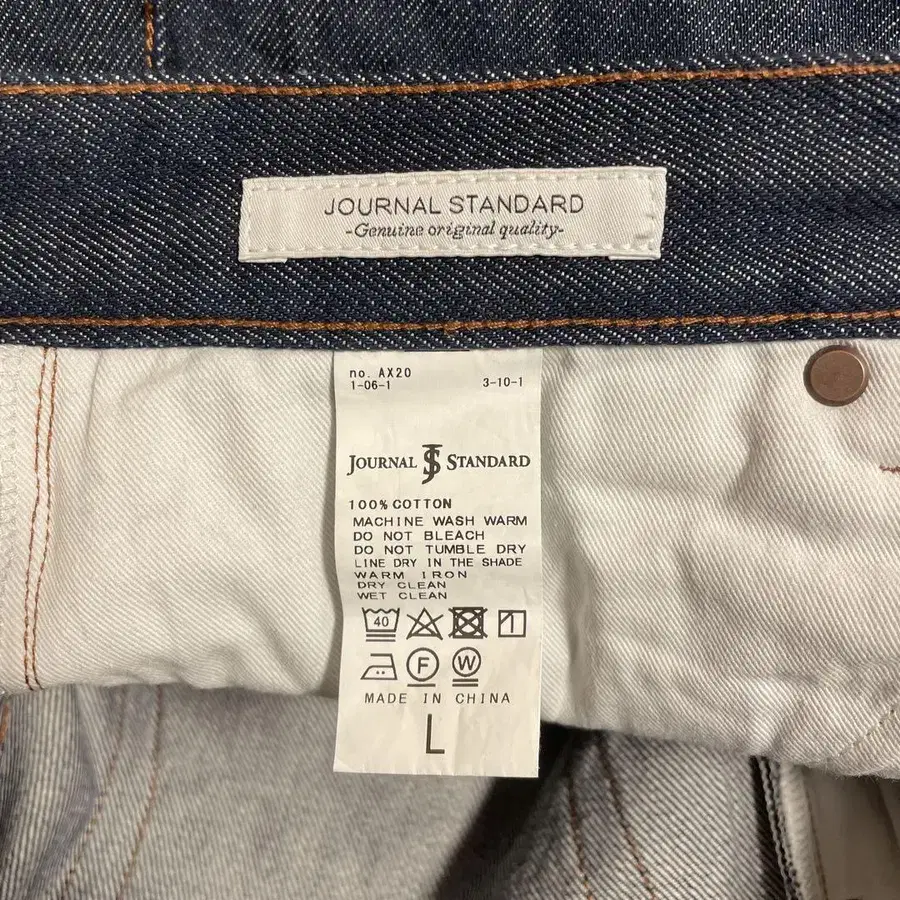 JOURNAL STANDARD
-Genuine original quality-
no. AX20
1-06-1 3-10-1
JOURNAL JS STANDARD
100% COTTON
MACHINE WASH WARM
DO NOT BLEACH
DO NOT TUMBLE DRY
LINE DRY IN THE SHADE
WARM IRON
DRY CLEAN
WET CLEAN
40
F W
MADE IN CHINA
L